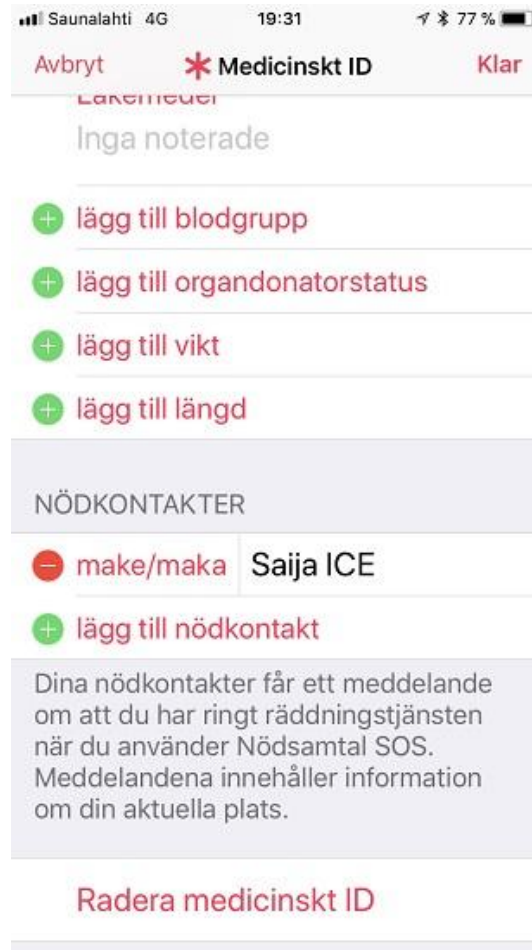 Saunalahti 4G 19:31 77 %
Avbryt Medicinskt ID Klar
Läkemedel
Inga noterade
lägg till blodgrupp
lägg till organdonatorstatus
lägg till vikt
lägg till längd
NÖDKONTAKTER
make/maka Saija ICE
lägg till nödkontakt
Dina nödkontakter får ett meddelande
om att du har ringt räddningstjänsten
när du använder Nödsamtal SOS.
Meddelandena innehåller information
om din aktuella plats.
Radera medicinskt ID